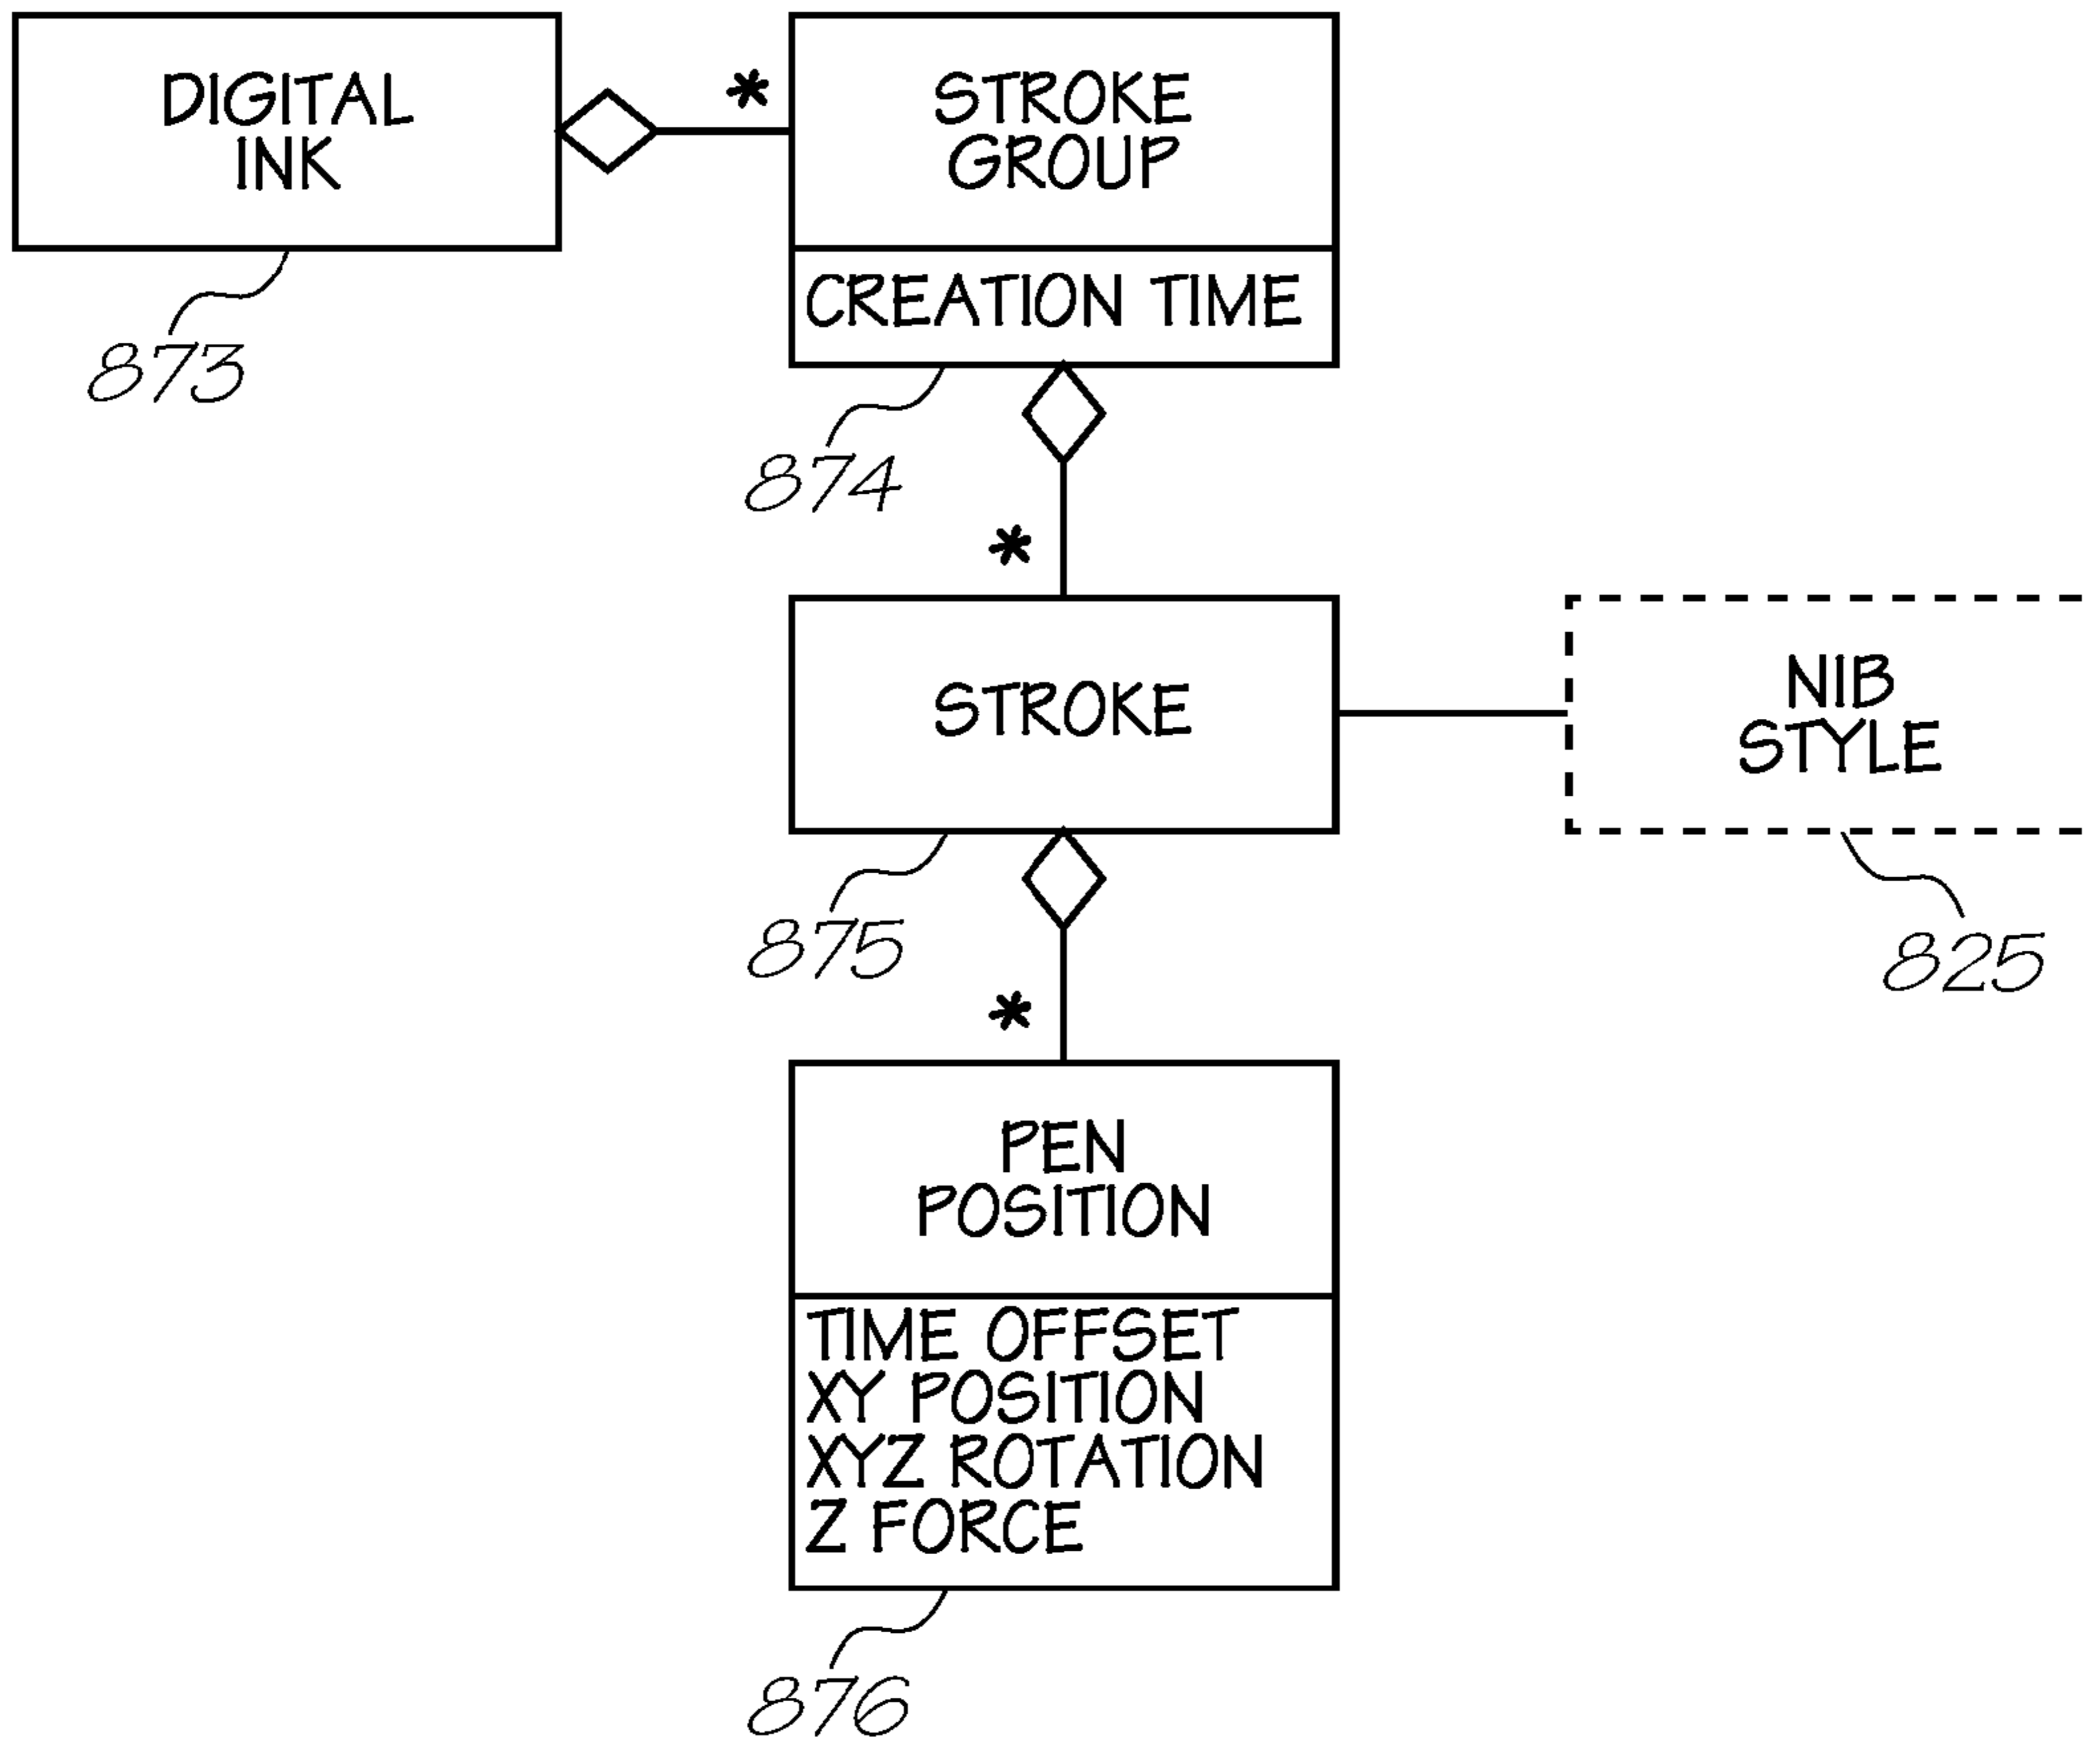 DIGITAL
INK
*
STROKE
GROUP
CREATION TIME
873
874
*
STROKE
NIB
STYLE
875
825
*
PEN
POSITION
TIME OFFSET
XY POSITION
XYZ ROTATION
Z FORCE
876